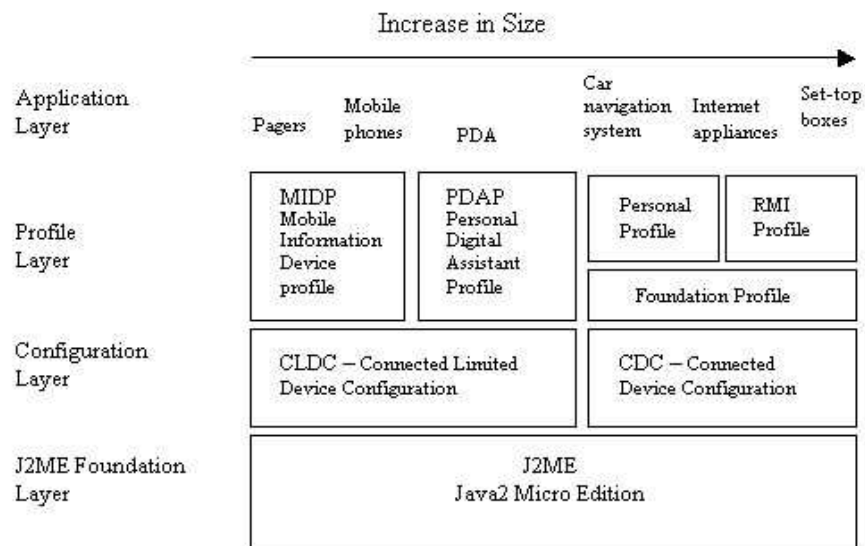 Increase in Size
Application
Layer
Pagers
Mobile
phones
PDA
Car
navigation
system
Internet
appliances
Set-top
boxes
Profile
Layer
MIDP
Mobile
Information
Device
profile
PDAP
Personal
Digital
Assistant
Profile
Personal
Profile
RMI
Profile
Foundation Profile
Configuration
Layer
CLDC – Connected Limited
Device Configuration
CDC – Connected
Device Configuration
J2ME Foundation
Layer
J2ME
Java2 Micro Edition